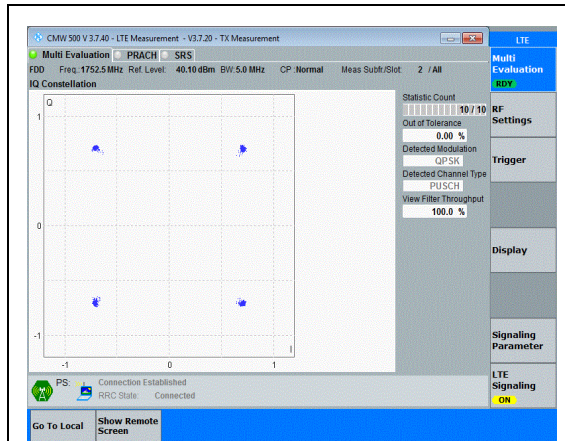 CMW 500 V 3.7.40 - LTE Measurement - V3.7.20 - TX Measurement
LTE
Multi Evaluation PRACH SRS
Multi
Evaluation
RDY
FDD Freq.:1752.5 MHz Ref. Level: 40.10 dBm BW:5.0 MHz CP :Normal Meas Subfr./Slot: 2 / All
IQ Constellation
Q
1
0
-1
-1
0
1
I
Statistic Count
10 / 10
Out of Tolerance
0.00 %
Detected Modulation
QPSK
Detected Channel Type
PUSCH
View Filter Throughput
100.0 %
RF
Settings
Trigger
Display
Signaling
Parameter
LTE
Signaling
ON
PS: Connection Established
RRC State: Connected
Go To Local
Show Remote
Screen